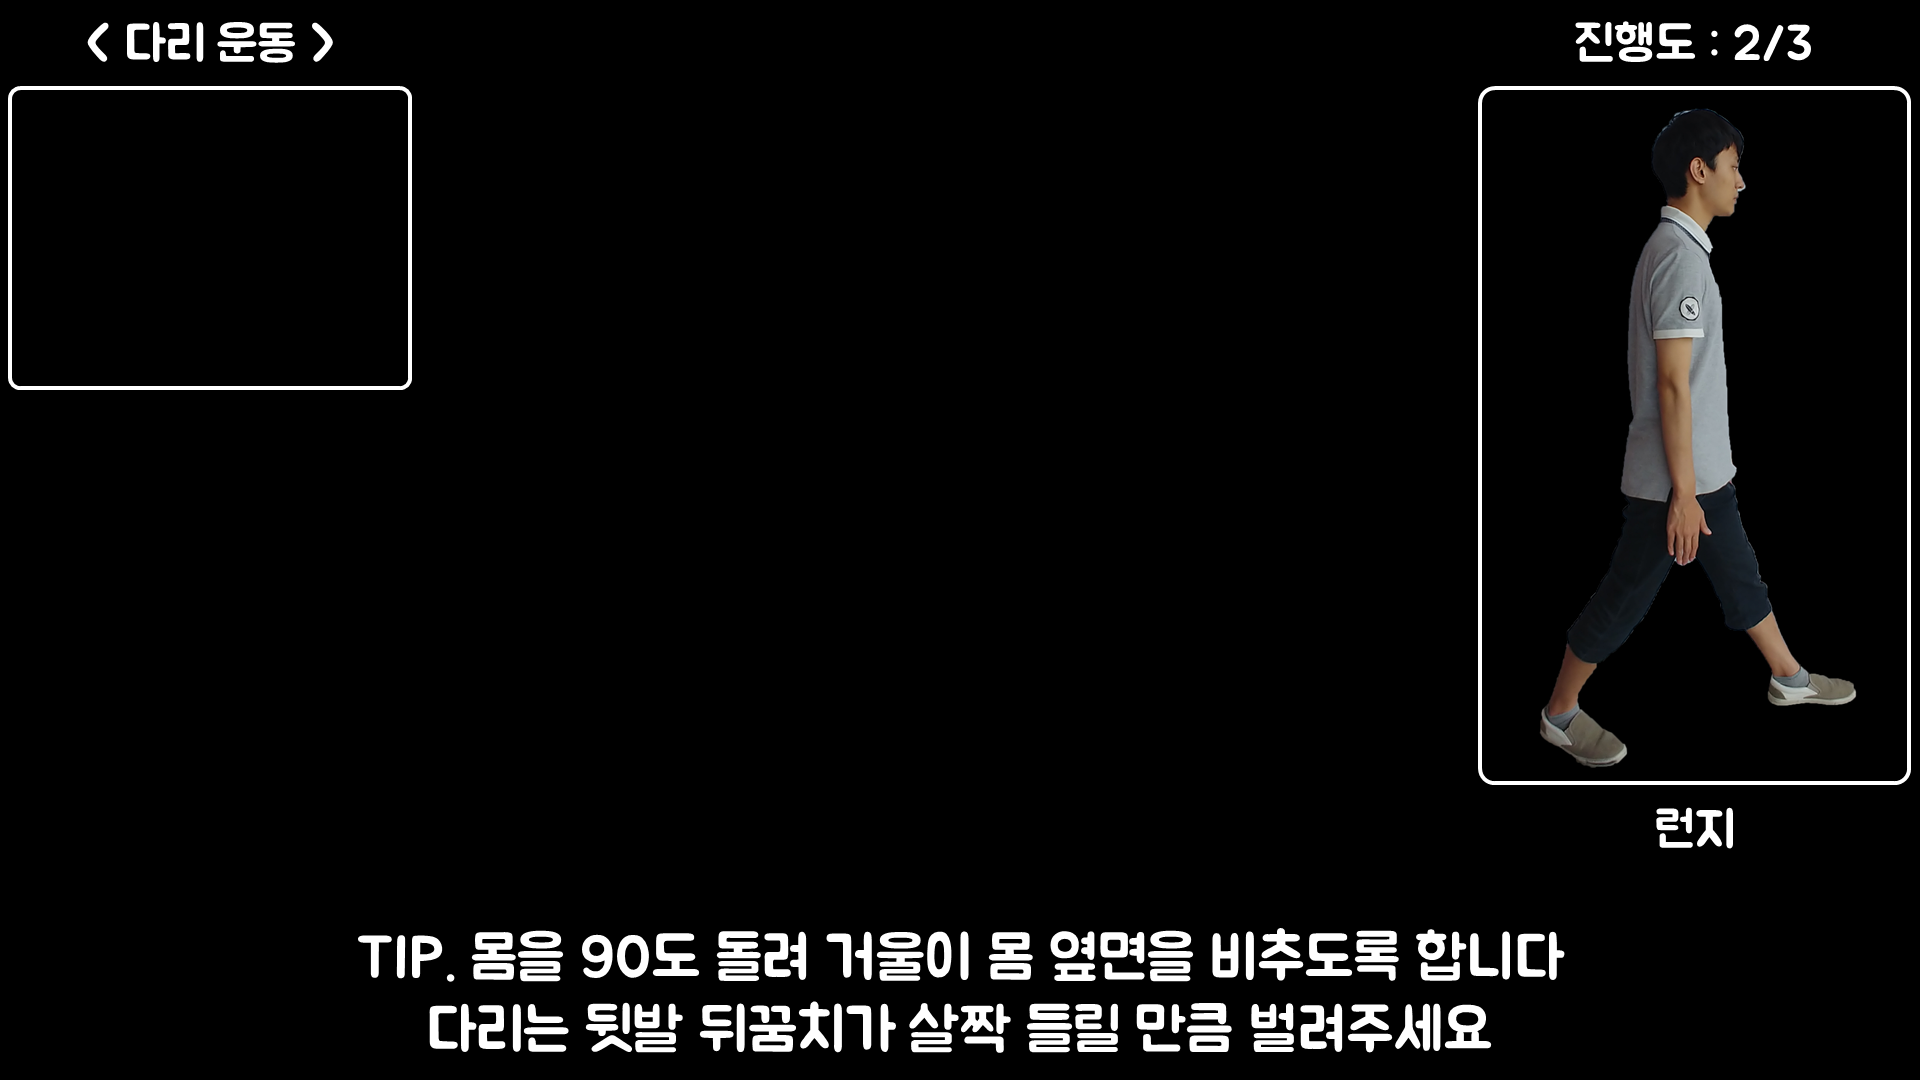 < 다리 운동 >
진행도 : 2/3
런지
TIP. 몸을 90도 돌려 거울이 몸 옆면을 비추도록 합니다
다리는 뒷발 뒤꿈치가 살짝 들릴 만큼 벌려주세요